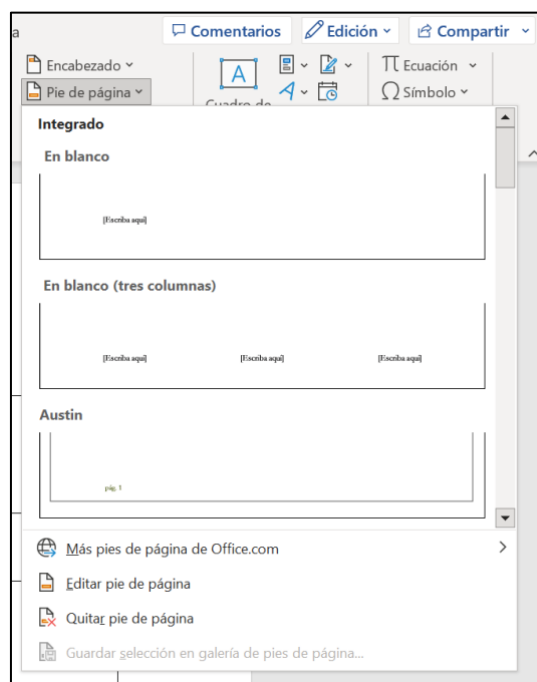 a
Comentarios
Edición
Compartir
Encabezado
Pie de página
A
Cuadro de
A
π Ecuación
Ω Símbolo
Integrado
En blanco
[Escriba aquí]
En blanco (tres columnas)
[Escriba aquí] [Escriba aquí] [Escriba aquí]
Austin
pág. 1
Más pies de página de Office.com
Editar pie de página
Quitar pie de página
Guardar selección en galería de pies de página...